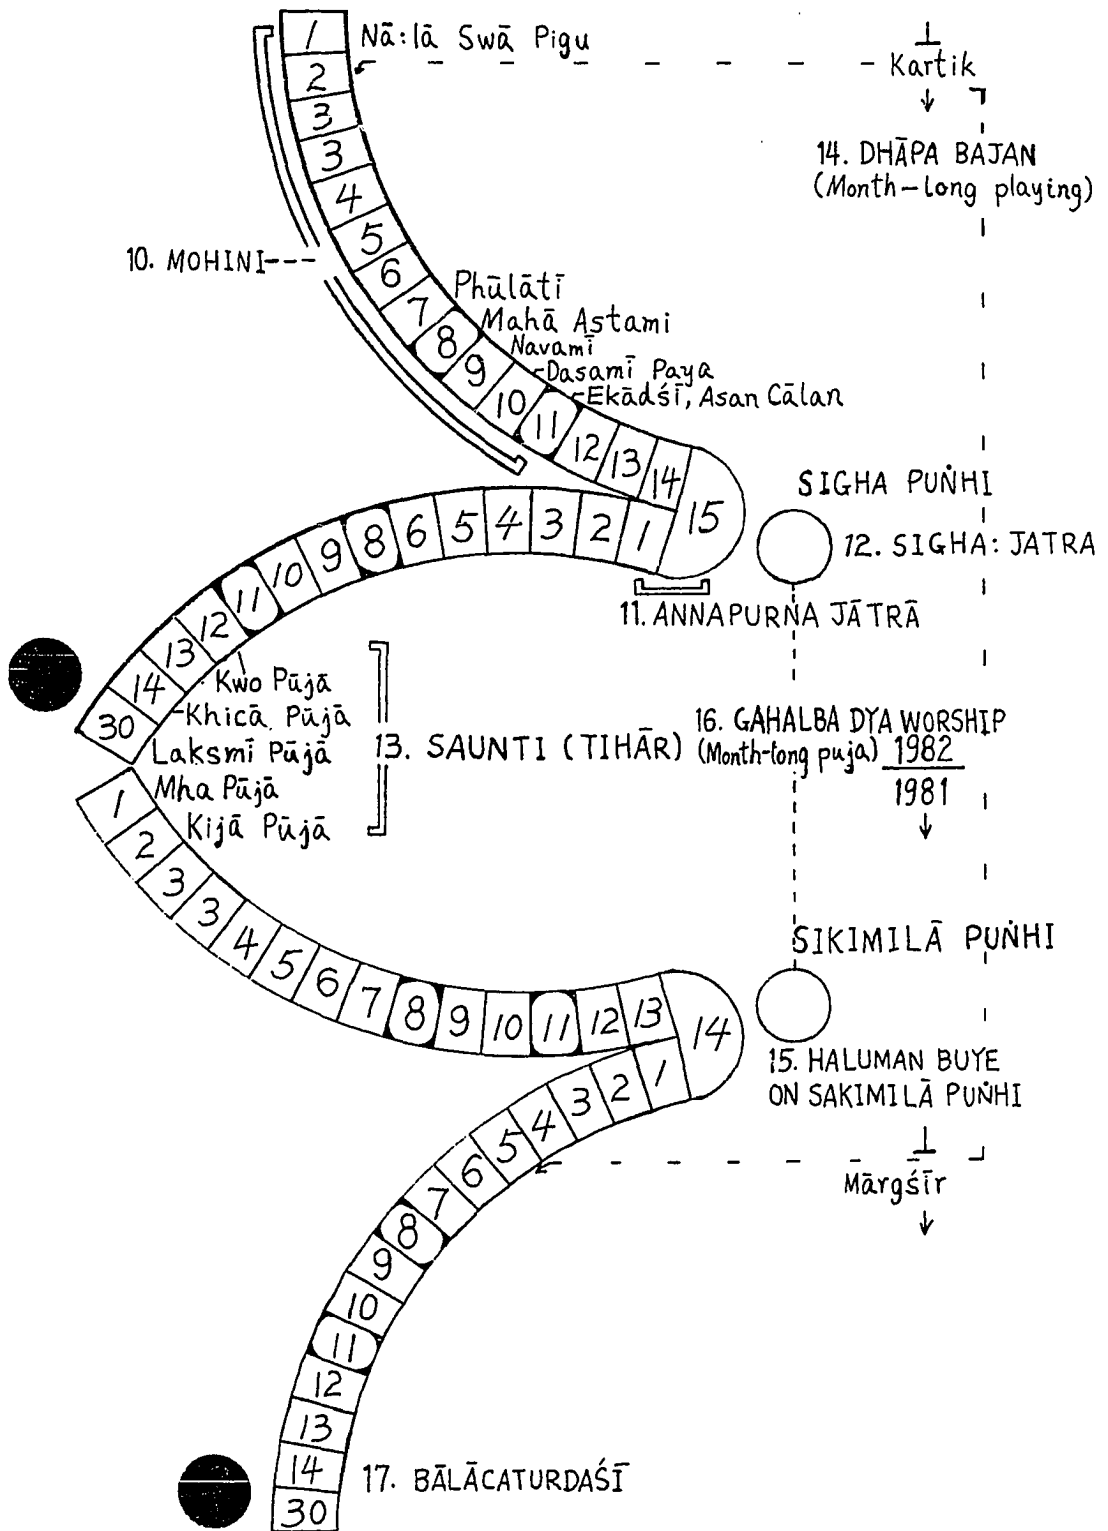 1 Nā:lā Swā Pigu
2
3
3
4
5
6
7 Phūlātī
8 Mahā Astami
9 Navamī
10 Dasamī Paya
11 Ekādśī, Asan Cālan
12
13
14
15
10. MOHINI
Kartik
14. DHĀPA BAJAN
(Month-long playing)
SIGHA PUṄHI
12. SIGHA: JATRA
11. ANNAPURNA JĀTRĀ
1
2
3
4
5
6
8
9
10
11
12
13
14
30
Kwo Pūjā
Khicā Pūjā
Laksmī Pūjā
Mha Pūjā
Kijā Pūjā
13. SAUNTI (TIHĀR)
16. GAHALBA DYA WORSHIP
(Month-long puja) 1982
1981
1
2
3
3
4
5
6
7
8
9
10
11
12
13
14
SIKIMILĀ PUṄHI
15. HALUMAN BUYE
ON SAKIMILĀ PUṄHI
Mārgśīr
1
2
3
4
5
6
7
8
9
10
11
12
13
14
30
17. BĀLĀCATURDAŚĪ